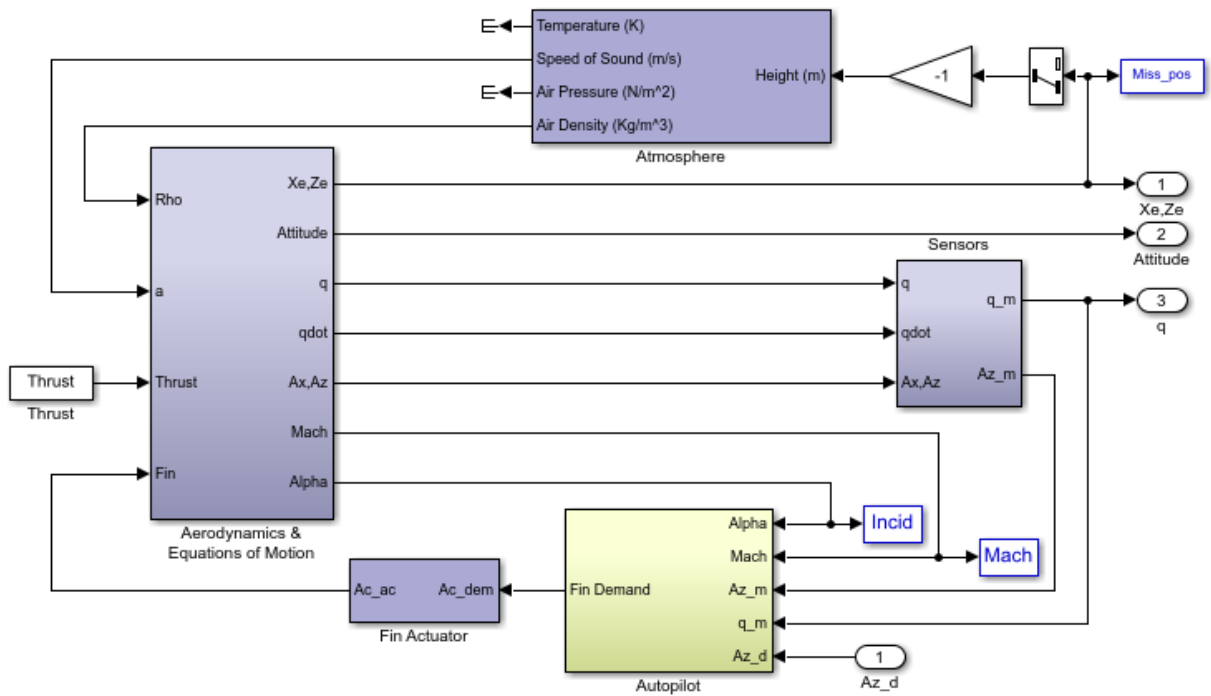 Temperature (K)
Speed of Sound (m/s)
Height (m)
-1
Miss_pos
Air Pressure (N/m^2)
Air Density (Kg/m^3)
Atmosphere
Xe,Ze
1
Rho
Xe,Ze
Attitude
2
Sensors
Attitude
a
q
q
q_m
3
q
qdot
qdot
Thrust
Thrust
Ax,Az
Ax,Az
Az_m
Thrust
Mach
Fin
Alpha
Aerodynamics &
Equations of Motion
Alpha
Incid
Mach
Mach
Ac_ac
Ac_dem
Fin Demand
Az_m
Fin Actuator
q_m
Az_d
1
Autopilot
Az_d